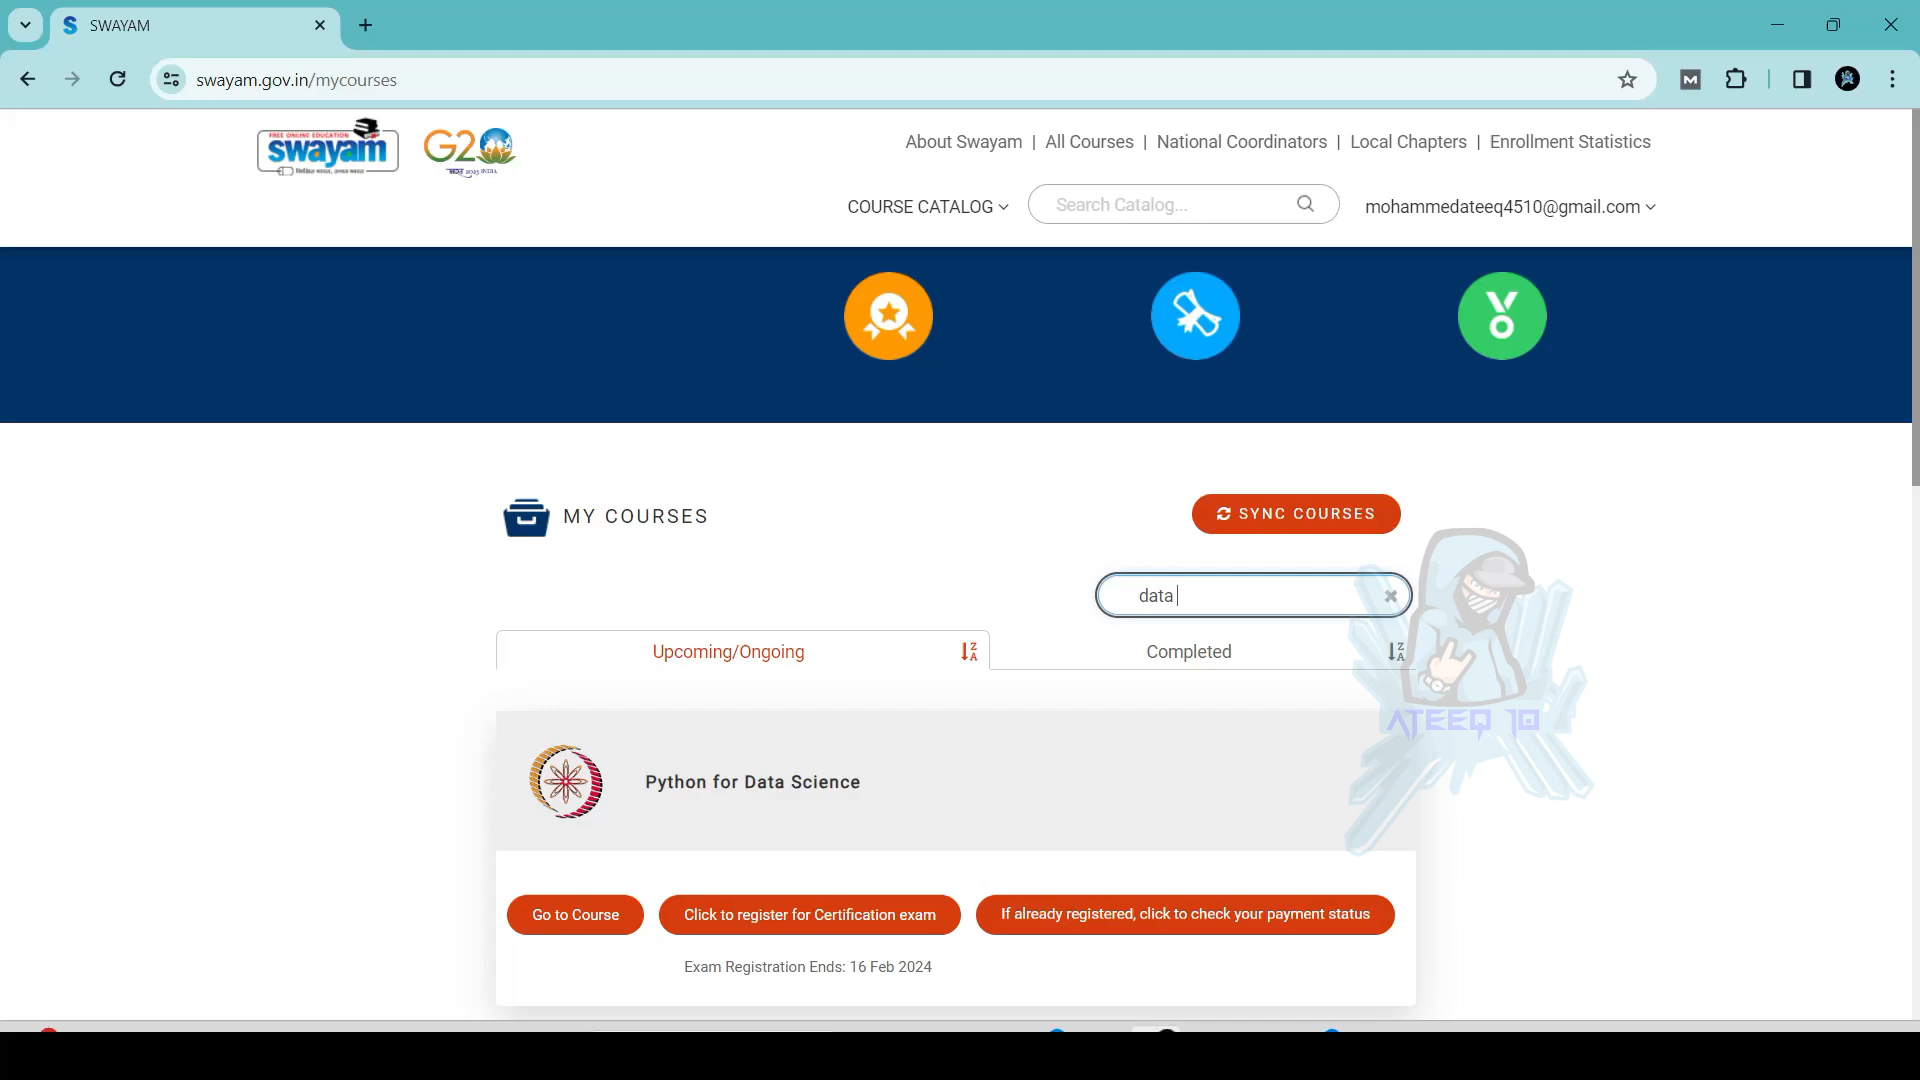 SWAYAM
swayam.gov.in/mycourses
FREE ONLINE EDUCATION
swayam
G20
About Swayam | All Courses | National Coordinators | Local Chapters | Enrollment Statistics
COURSE CATALOG
Search Catalog...
mohammedateeq4510@gmail.com
MY COURSES
SYNC COURSES
data
Upcoming/Ongoing
Completed
ATEEQ 10
Python for Data Science
Go to Course
Click to register for Certification exam
If already registered, click to check your payment status
Exam Registration Ends: 16 Feb 2024